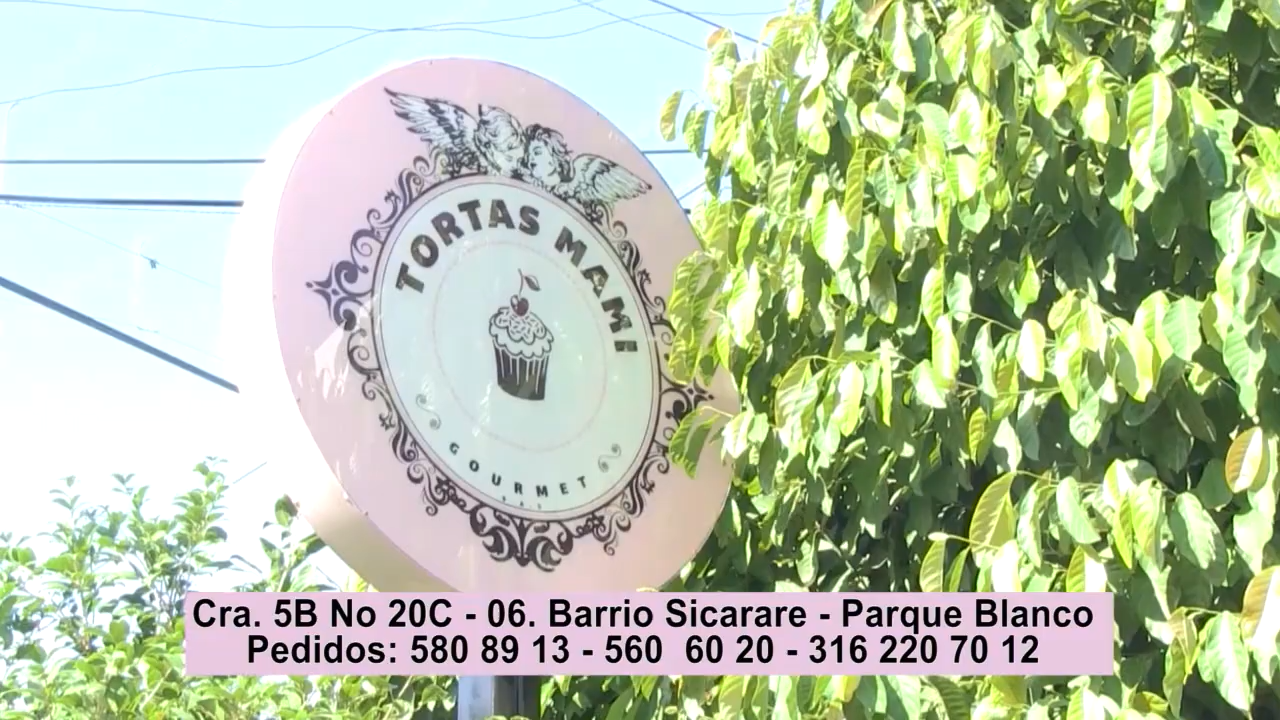 TORTAS MAMI
GOURMET
Cra. 5B No 20C - 06. Barrio Sicarare - Parque Blanco
Pedidos: 580 89 13 - 560 60 20 - 316 220 70 12